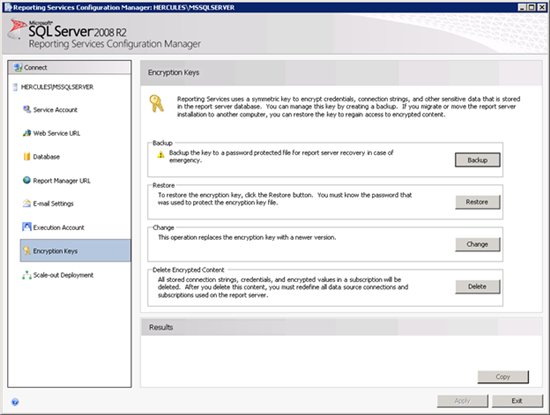 Reporting Services Configuration Manager: HERCULES\MSSQLSERVER
Microsoft
SQL Server 2008 R2
Reporting Services Configuration Manager
Connect
HERCULES\MSSQLSERVER
Service Account
Web Service URL
Database
Report Manager URL
E-mail Settings
Execution Account
Encryption Keys
Scale-out Deployment
Encryption Keys
Reporting Services uses a symmetric key to encrypt credentials, connection strings, and other sensitive data that is stored
in the report server database. You can manage this key by creating a backup. If you migrate or move the report server
installation to another computer, you can restore the key to regain access to encrypted content.
Backup
Backup the key to a password protected file for report server recovery in case of
emergency.
Backup
Restore
To restore the encryption key, click the Restore button. You must know the password that
was used to protect the encryption key file.
Restore
Change
This operation replaces the encryption key with a newer version.
Change
Delete Encrypted Content
All stored connection strings, credentials, and encrypted values in a subscription will be
deleted. After you delete this content, you must redefine all data source connections and
subscriptions used on the report server.
Delete
Results
Copy
Apply
Exit